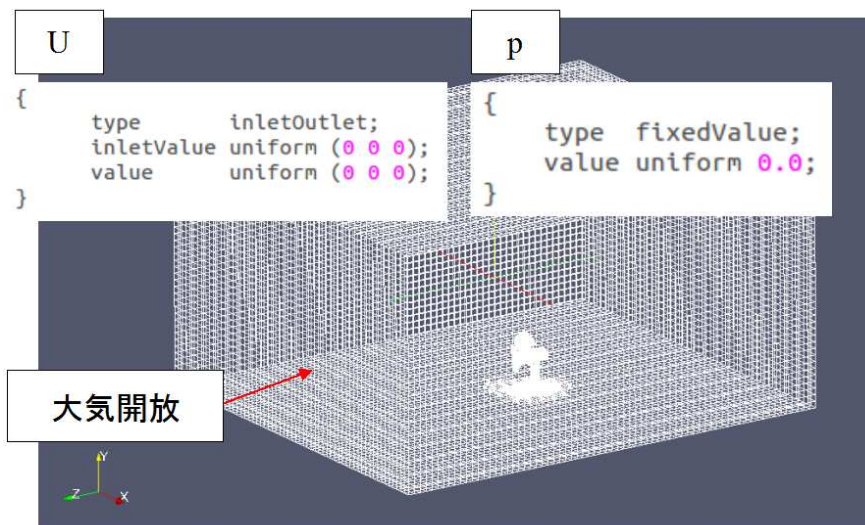 U
{
type inletOutlet;
inletValue uniform (0 0 0);
value uniform (0 0 0);
}
p
{
type fixedValue;
value uniform 0.0;
}
大気開放
Y
Z
X